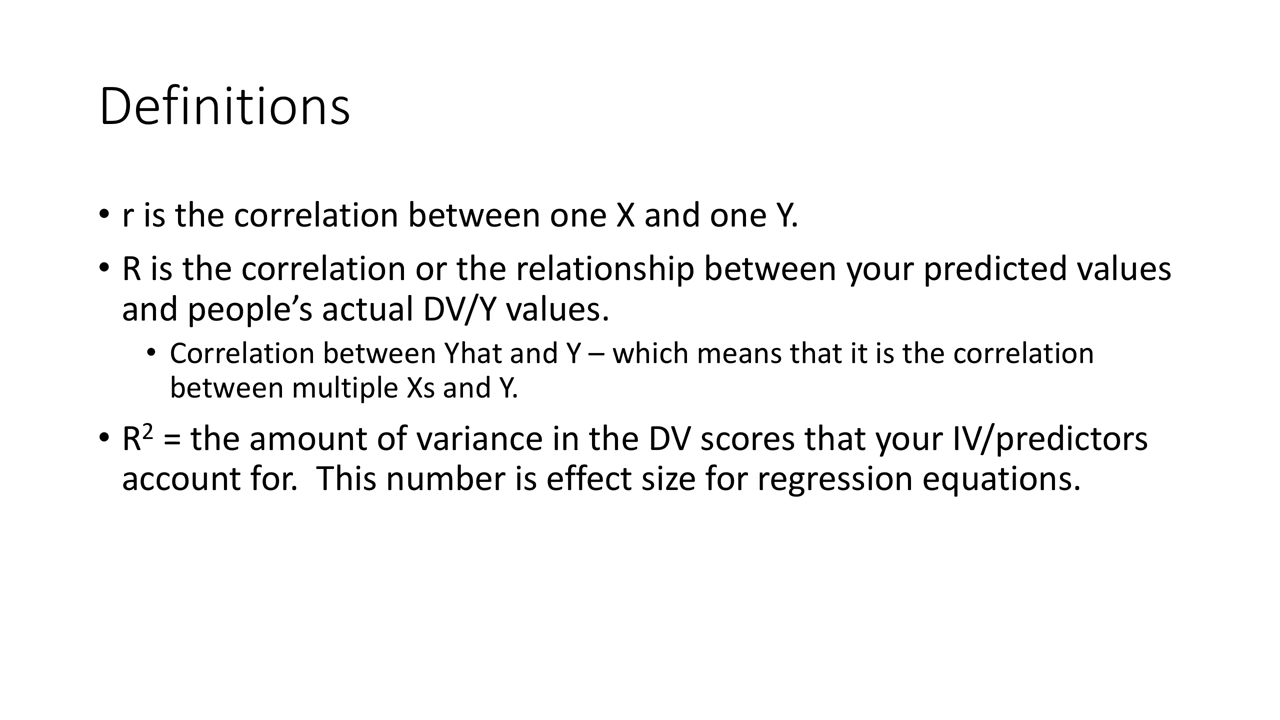 Definitions
• r is the correlation between one X and one Y.
• R is the correlation or the relationship between your predicted values
and people’s actual DV/Y values.
• Correlation between Yhat and Y – which means that it is the correlation
between multiple Xs and Y.
• R² = the amount of variance in the DV scores that your IV/predictors
account for.  This number is effect size for regression equations.